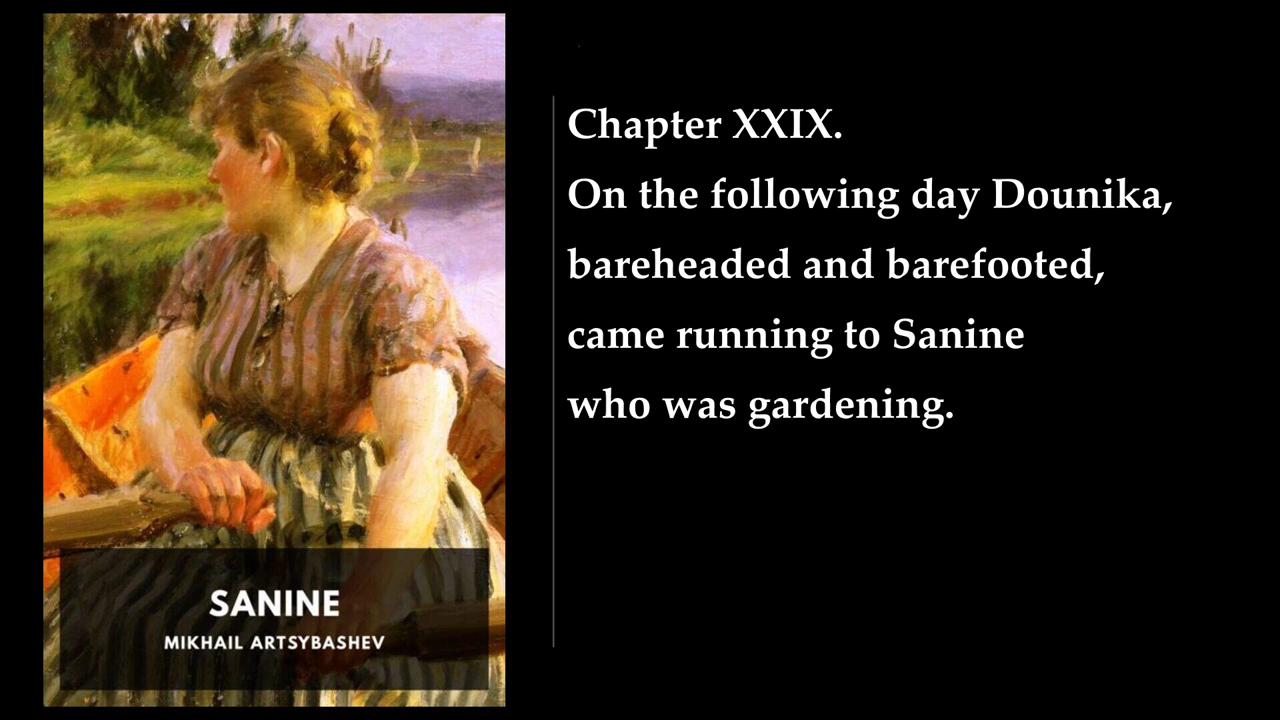 Chapter XXIX.
On the following day Dounika,
bareheaded and barefooted,
came running to Sanine
who was gardening.
SANINE
MIKHAIL ARTSYBASHEV